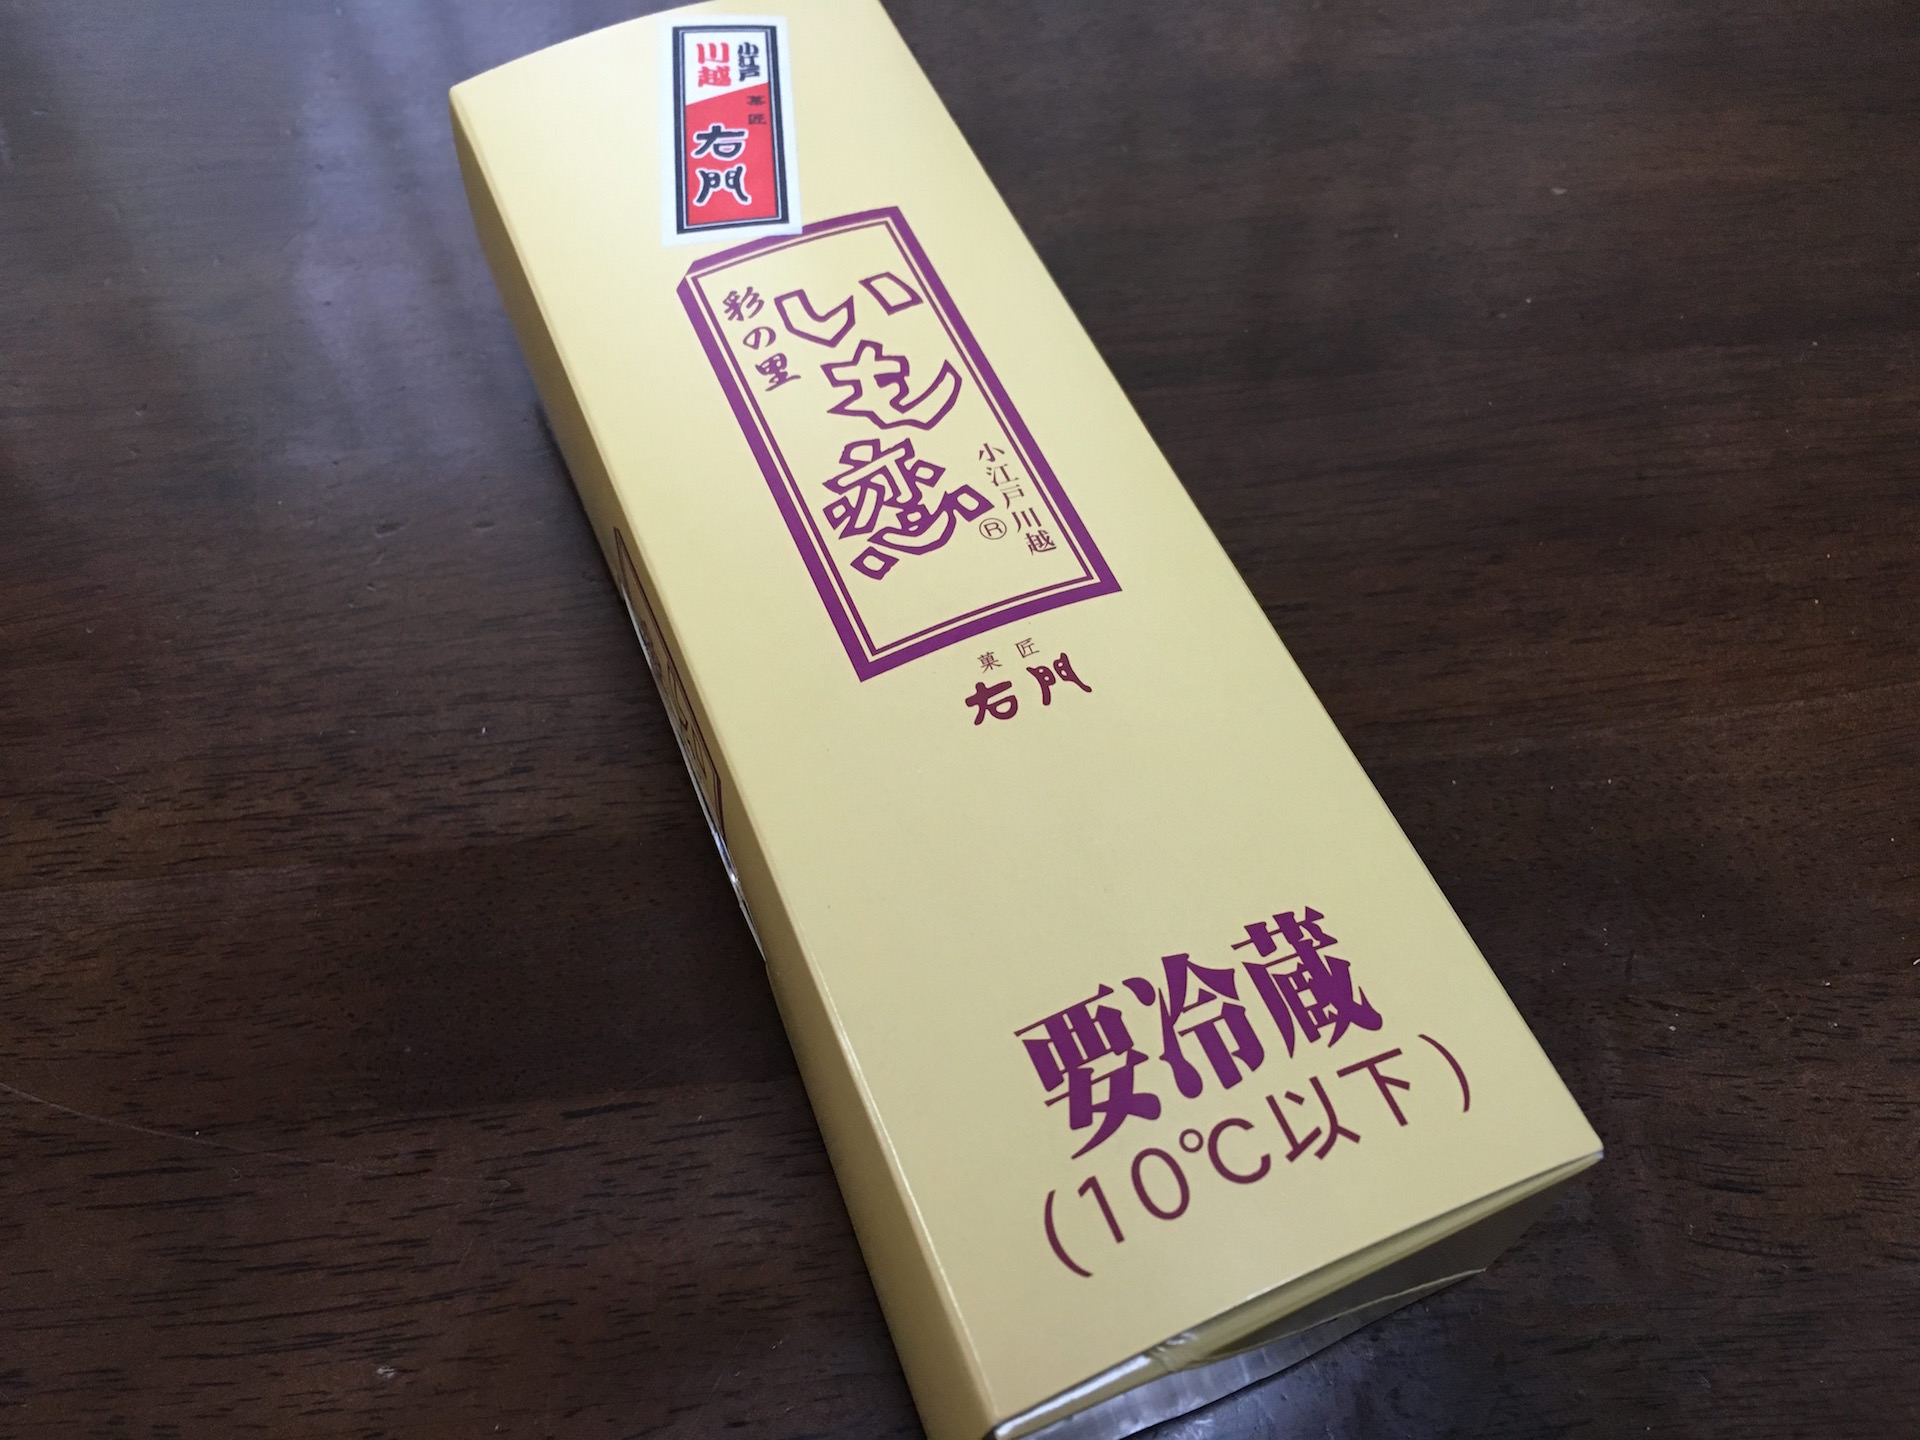 小江戸
川越
菓匠
右門
いも恋
彩の里
小江戸川越
®
菓匠
右門
要冷蔵
(10℃以下)